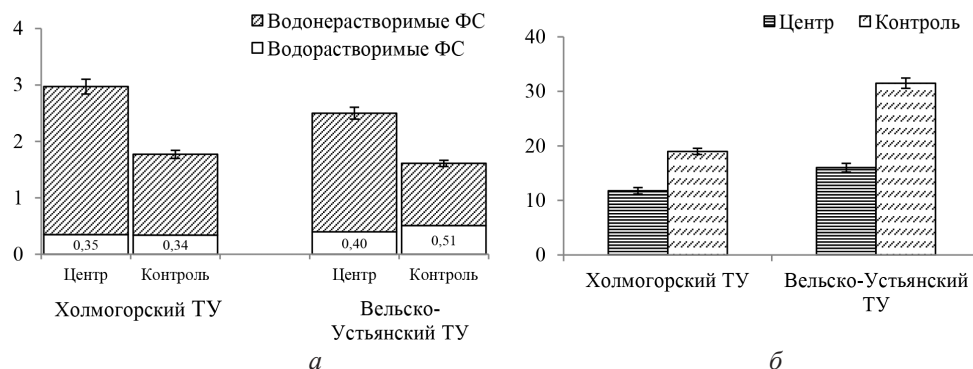 4
3
2
1
0
Водонерастворимые ФС
Водорастворимые ФС
0,35
0,34
0,40
0,51
Центр
Контроль
Центр
Контроль
Холмогорский ТУ
Вельско-
Устьянский ТУ
а
40
30
20
10
0
Центр
Контроль
Холмогорский ТУ
Вельско-Устьянский
ТУ
б